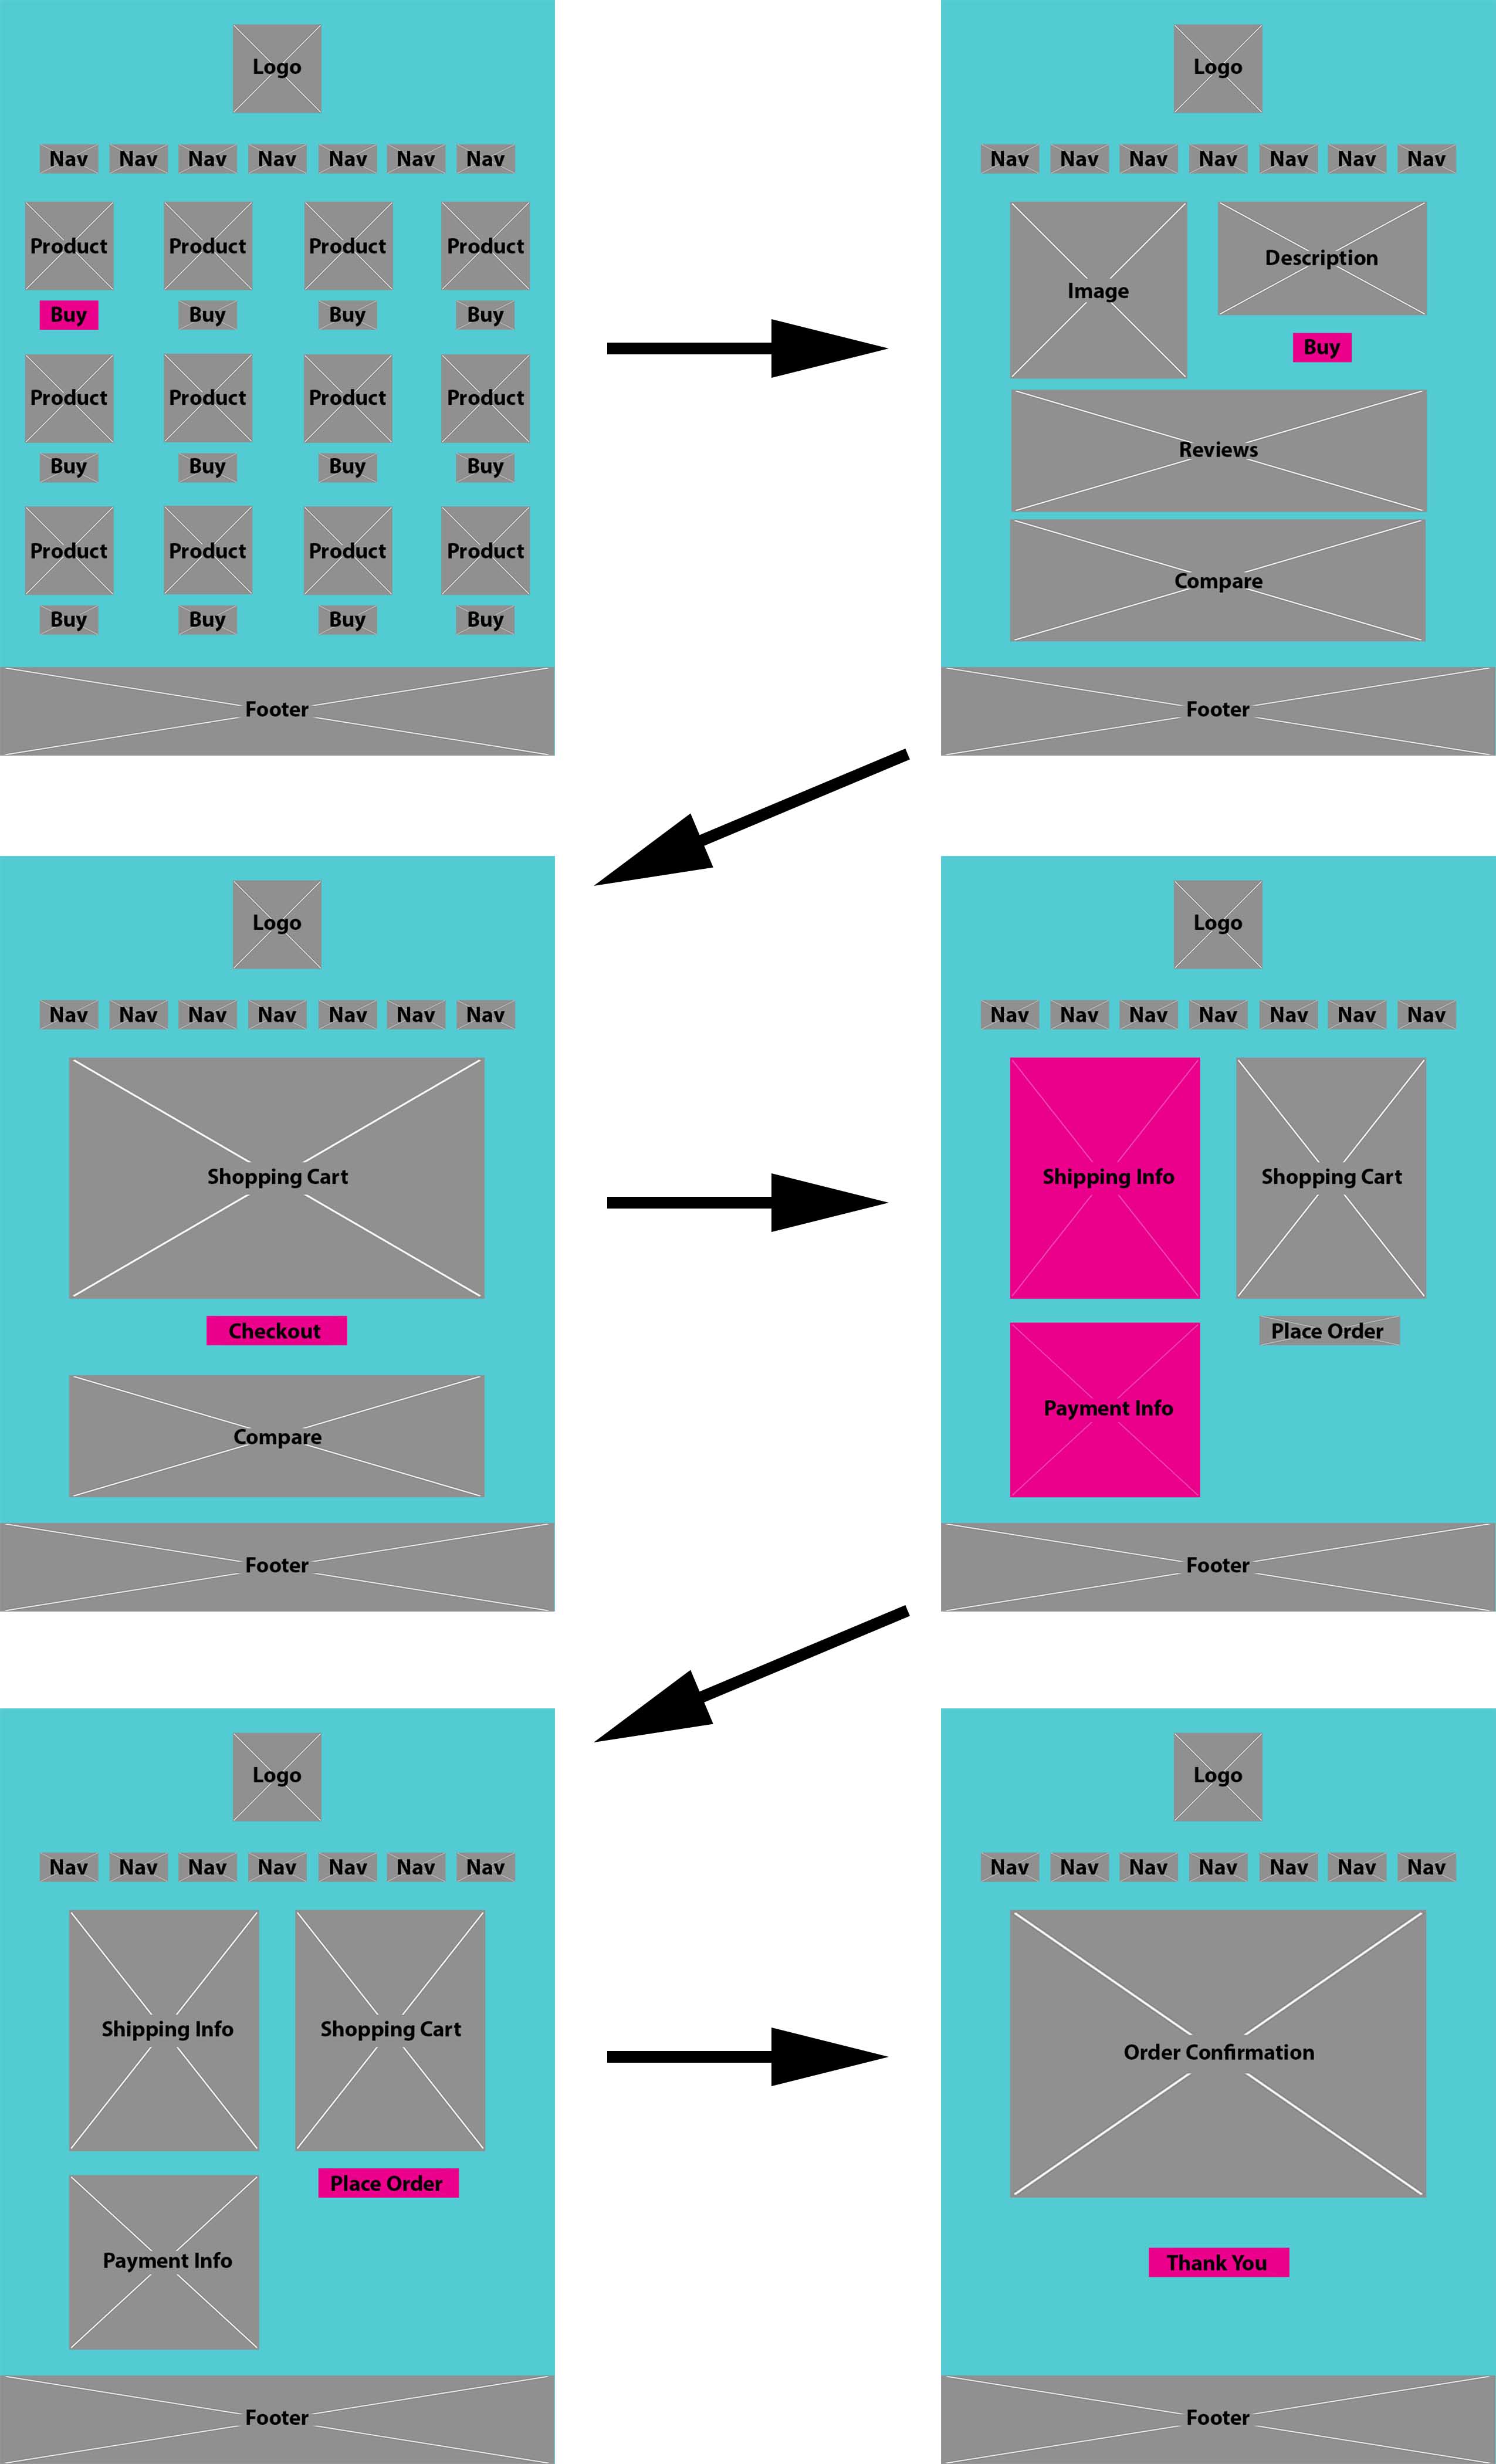 Logo
Nav Nav Nav Nav Nav Nav Nav
Product Product Product Product
Buy Buy Buy Buy
Product Product Product Product
Buy Buy Buy Buy
Product Product Product Product
Buy Buy Buy Buy
Footer
Logo
Nav Nav Nav Nav Nav Nav Nav
Image
Description
Buy
Reviews
Compare
Footer
Logo
Nav Nav Nav Nav Nav Nav Nav
Shopping Cart
Checkout
Compare
Footer
Logo
Nav Nav Nav Nav Nav Nav Nav
Shipping Info Shopping Cart
Place Order
Payment Info
Footer
Logo
Nav Nav Nav Nav Nav Nav Nav
Shipping Info Shopping Cart
Place Order
Payment Info
Footer
Logo
Nav Nav Nav Nav Nav Nav Nav
Order Confirmation
Thank You
Footer